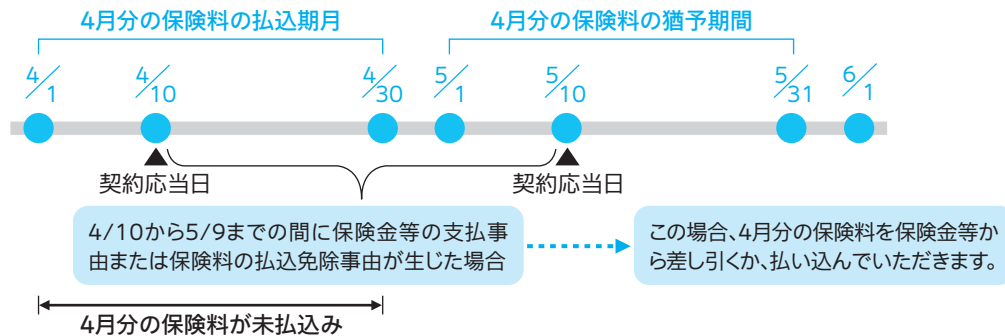 4月分の保険料の払込期月
4月分の保険料の猶予期間
4/1
4/10
4/30
5/1
5/10
5/31
6/1
契約応当日
契約応当日
4/10から5/9までの間に保険金等の支払事
由または保険料の払込免除事由が生じた場合
この場合、4月分の保険料を保険金等か
ら差し引くか、払い込んでいただきます。
4月分の保険料が未払込み